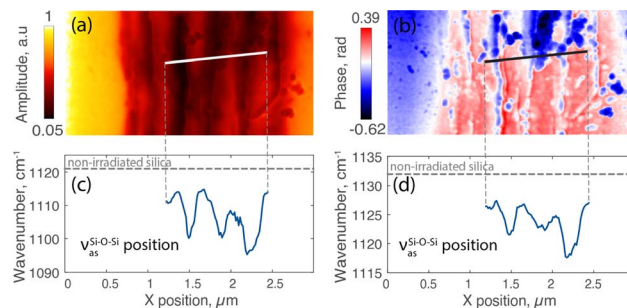 (a)
Amplitude, a.u
1
0.05
(b)
Phase, rad
0.39
-0.62
Wavenumber, cm⁻¹
1120
1110
1100
1090
non-irradiated silica
(c)
ν as Si-O-Si position
0 0.5 1 1.5 2 2.5
X position, μm
Wavenumber, cm⁻¹
1135
1130
1125
1120
1115
non-irradiated silica
(d)
ν as Si-O-Si position
0 0.5 1 1.5 2 2.5
X position, μm